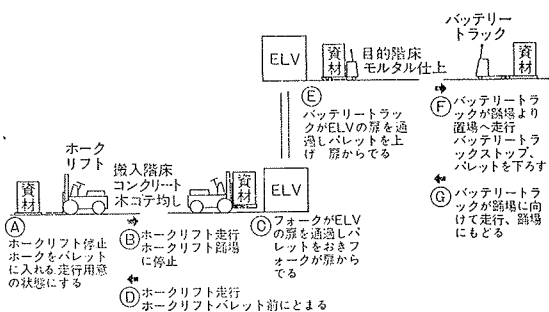 バッテリー
トラック
ELV
資材
目的階床
モルタル仕上
資材
Ⓔ
バッテリートラッ
クがELVの扉を通
過しパレットを上
げ 扉からでる
Ⓕ バッテリートラ
ックが踊場より
置場へ走行
バッテリートラ
ックストップ、
パレットを下ろす
Ⓖ バッテリートラ
ックが踊場に向
けて走行、踊場
にもどる
ホーク
リフト
搬入階床
コンクリート
木コテ均し
資材
資材
ELV
Ⓐ
ホークリフト停止
ホークをパレット
に入れる、走行用意
の状態にする
Ⓑ ホークリフト走行
ホークリフト踊場
に停止
Ⓒ フォークがELV
の扉を通過しパ
レットをおきフ
ォークが扉から
でる
Ⓓ ホークリフト走行
ホークリフトパレット前にとまる